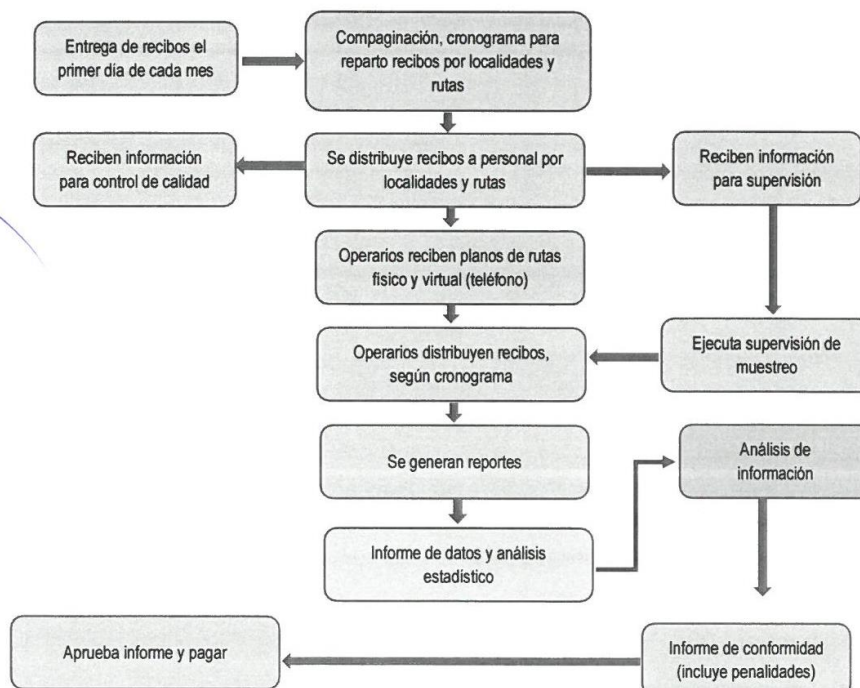 Entrega de recibos el
primer día de cada mes
Compaginación, cronograma para
reparto recibos por localidades y
rutas
Reciben información
para control de calidad
Se distribuye recibos a personal por
localidades y rutas
Reciben información
para supervisión
Operarios reciben planos de rutas
físico y virtual (teléfono)
Operarios distribuyen recibos,
según cronograma
Ejecuta supervisión de
muestreo
Se generan reportes
Análisis de
información
Informe de datos y análisis
estadístico
Aprueba informe y pagar
Informe de conformidad
(incluye penalidades)